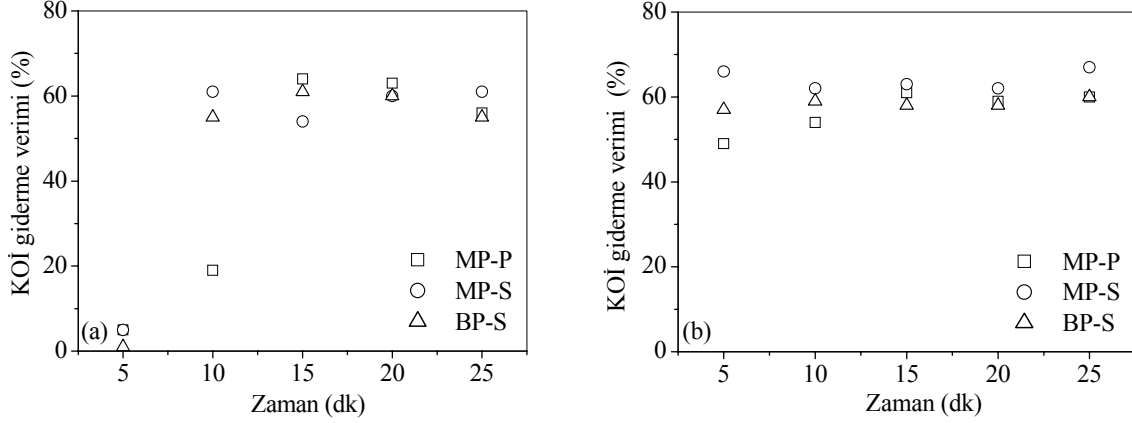 80
60
40
20
0
KOİ giderme verimi (%)
MP-P
MP-S
BP-S
(a)
5 10 15 20 25
Zaman (dk)
80
60
40
20
0
KOİ giderme verimi (%)
MP-P
MP-S
BP-S
(b)
5 10 15 20 25
Zaman (dk)